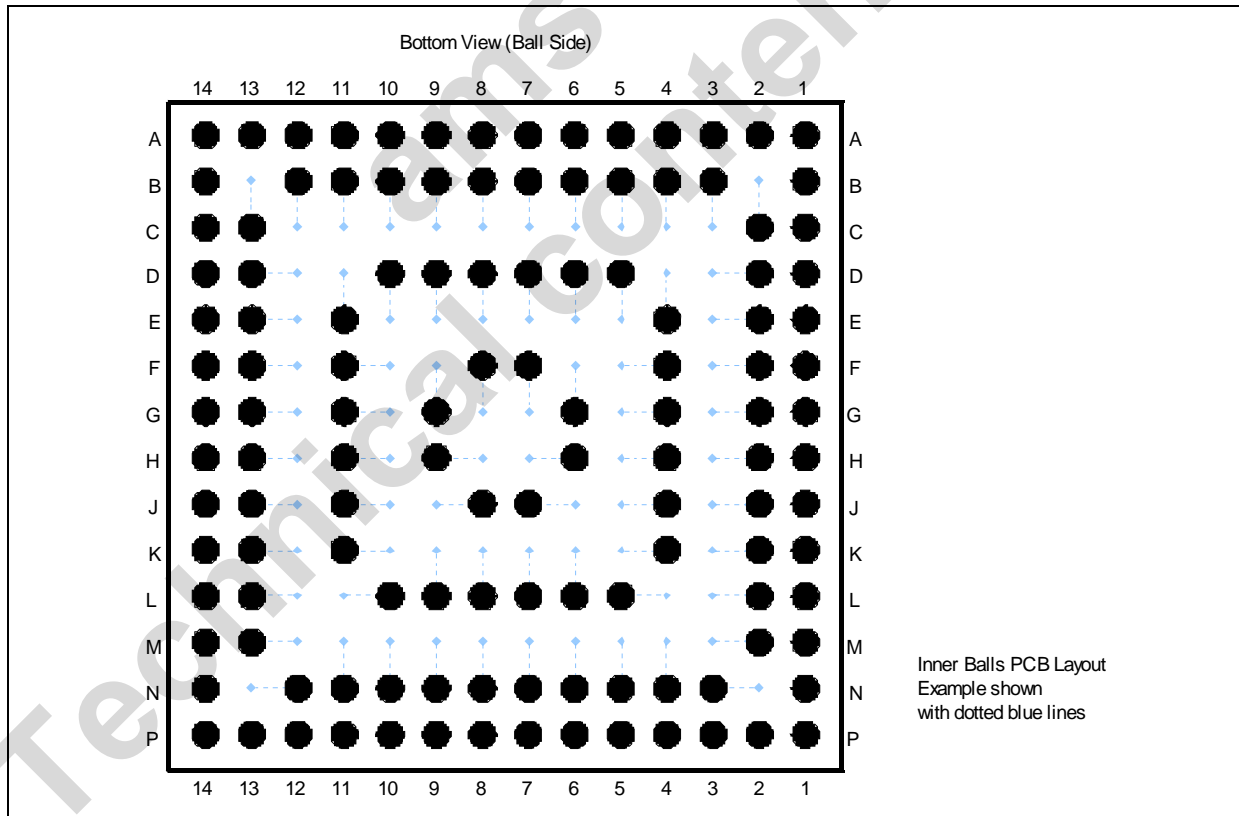 Bottom View (Ball Side)
14 13 12 11 10 9 8 7 6 5 4 3 2 1
A A
B B
C C
D D
E E
F F
G G
H H
J J
K K
L L
M M
N N
P P
14 13 12 11 10 9 8 7 6 5 4 3 2 1
Inner Balls PCB Layout
Example shown
with dotted blue lines
ams
Technical conten